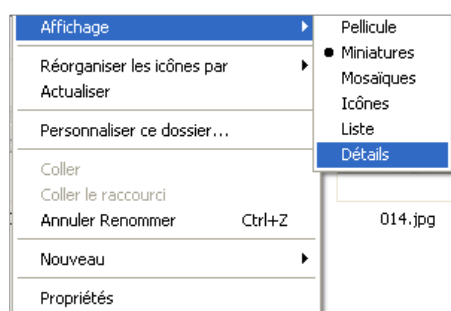 Affichage
Réorganiser les icônes par
Actualiser
Personnaliser ce dossier...
Coller
Coller le raccourci
Annuler Renommer Ctrl+Z
Nouveau
Propriétés
Pellicule
Miniatures
Mosaïques
Icônes
Liste
Détails
014.jpg